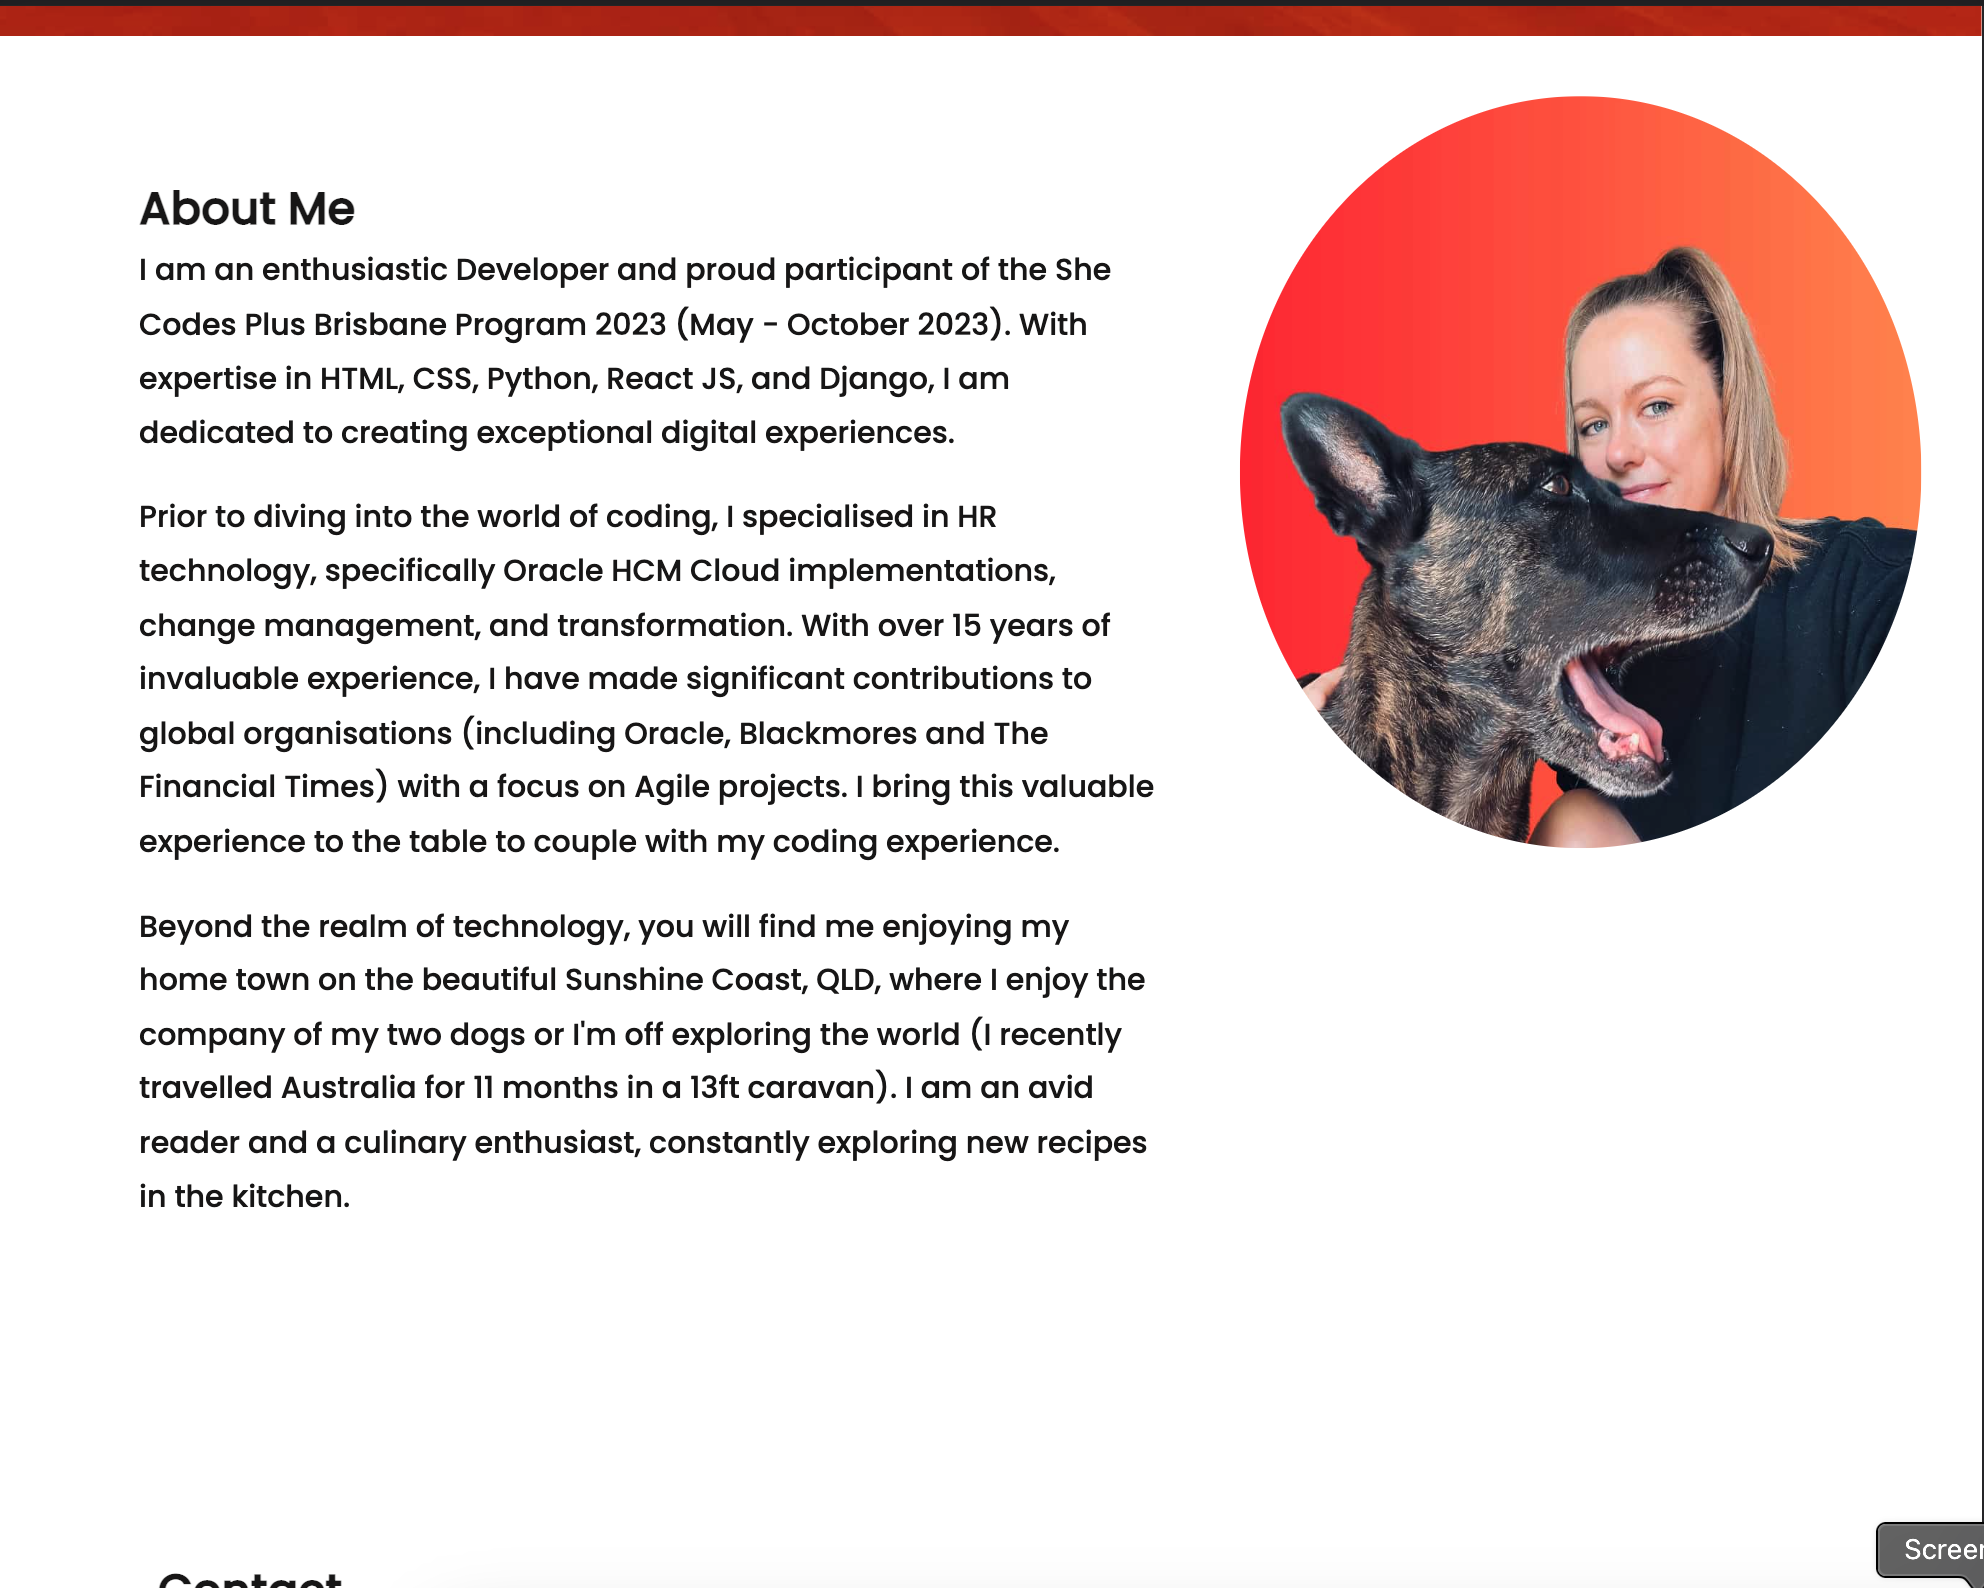 About Me
I am an enthusiastic Developer and proud participant of the She
Codes Plus Brisbane Program 2023 (May - October 2023). With
expertise in HTML, CSS, Python, React JS, and Django, I am
dedicated to creating exceptional digital experiences.
Prior to diving into the world of coding, I specialised in HR
technology, specifically Oracle HCM Cloud implementations,
change management, and transformation. With over 15 years of
invaluable experience, I have made significant contributions to
global organisations (including Oracle, Blackmores and The
Financial Times) with a focus on Agile projects. I bring this valuable
experience to the table to couple with my coding experience.
Beyond the realm of technology, you will find me enjoying my
home town on the beautiful Sunshine Coast, QLD, where I enjoy the
company of my two dogs or I'm off exploring the world (I recently
travelled Australia for 11 months in a 13ft caravan). I am an avid
reader and a culinary enthusiast, constantly exploring new recipes
in the kitchen.
Contact